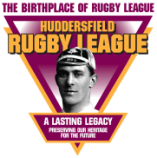 THE BIRTHPLACE OF RUGBY LEAGUE
HUDDERSFIELD
RUGBY LEAGUE
A LASTING LEGACY
PRESERVING OUR HERITAGE
FOR THE FUTURE